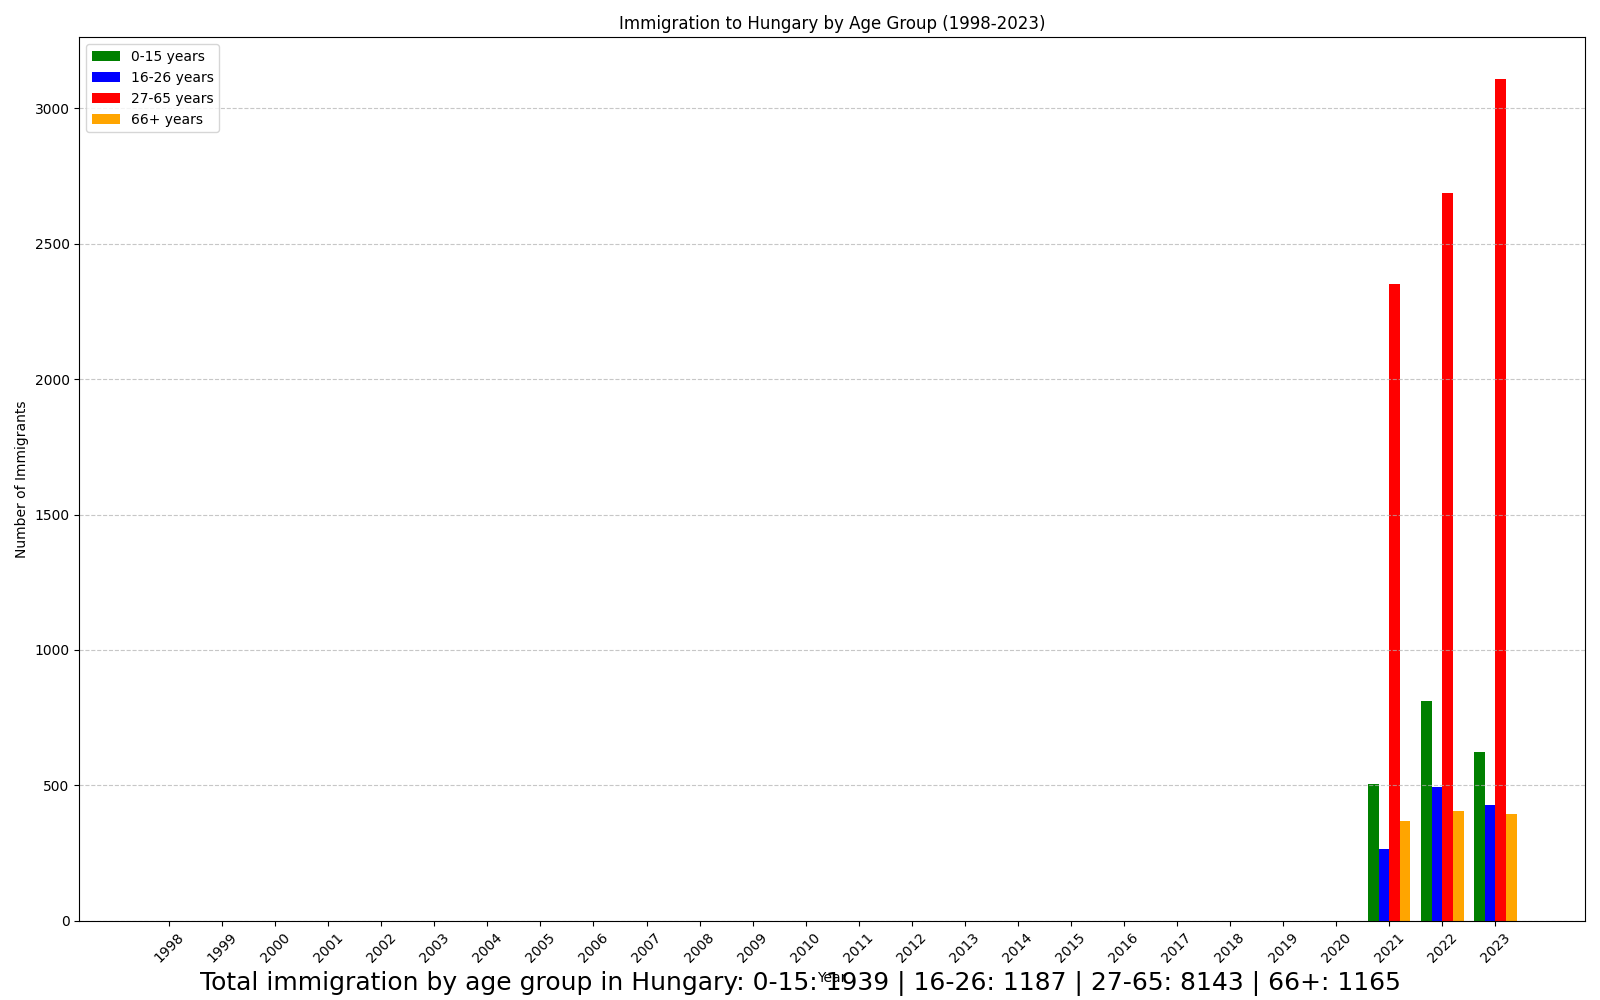 Immigration to Hungary by Age Group (1998-2023)
0-15 years
16-26 years
27-65 years
66+ years
Number of Immigrants
3000
2500
2000
1500
1000
500
0
1998 1999 2000 2001 2002 2003 2004 2005 2006 2007 2008 2009 2010 2011 2012 2013 2014 2015 2016 2017 2018 2019 2020 2021 2022 2023
Year
Total immigration by age group in Hungary: 0-15: 1939 | 16-26: 1187 | 27-65: 8143 | 66+: 1165